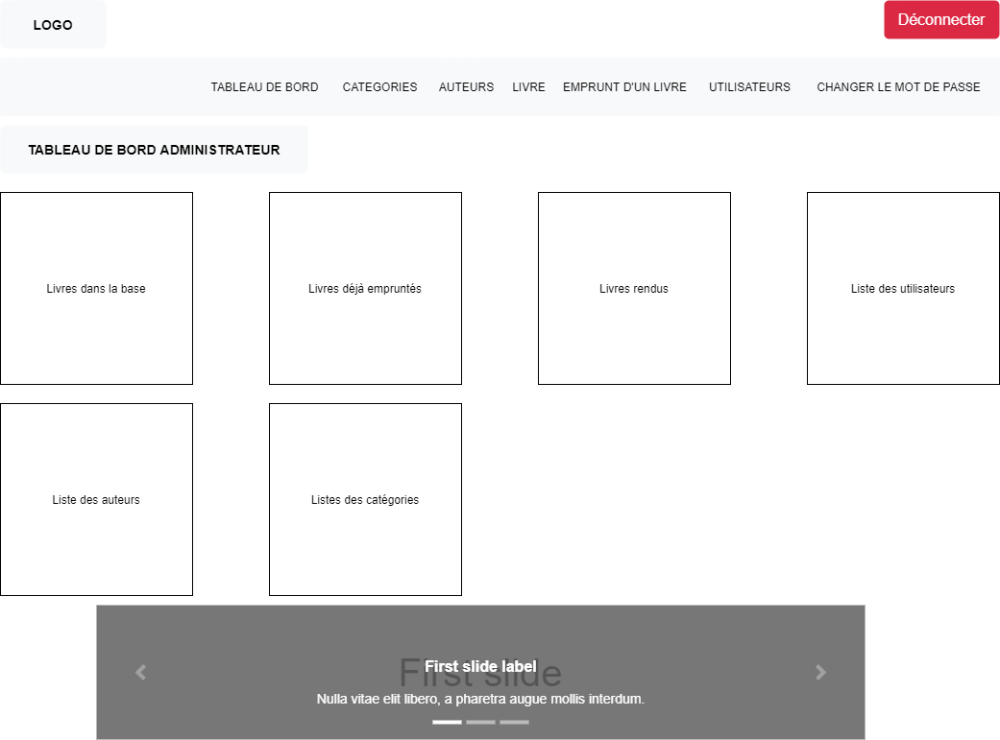 LOGO
Déconnecter
TABLEAU DE BORD CATEGORIES AUTEURS LIVRE EMPRUNT D'UN LIVRE UTILISATEURS CHANGER LE MOT DE PASSE
TABLEAU DE BORD ADMINISTRATEUR
Livres dans la base
Livres déjà empruntés
Livres rendus
Liste des utilisateurs
Liste des auteurs
Listes des catégories
First slide
First slide label
Nulla vitae elit libero, a pharetra augue mollis interdum.